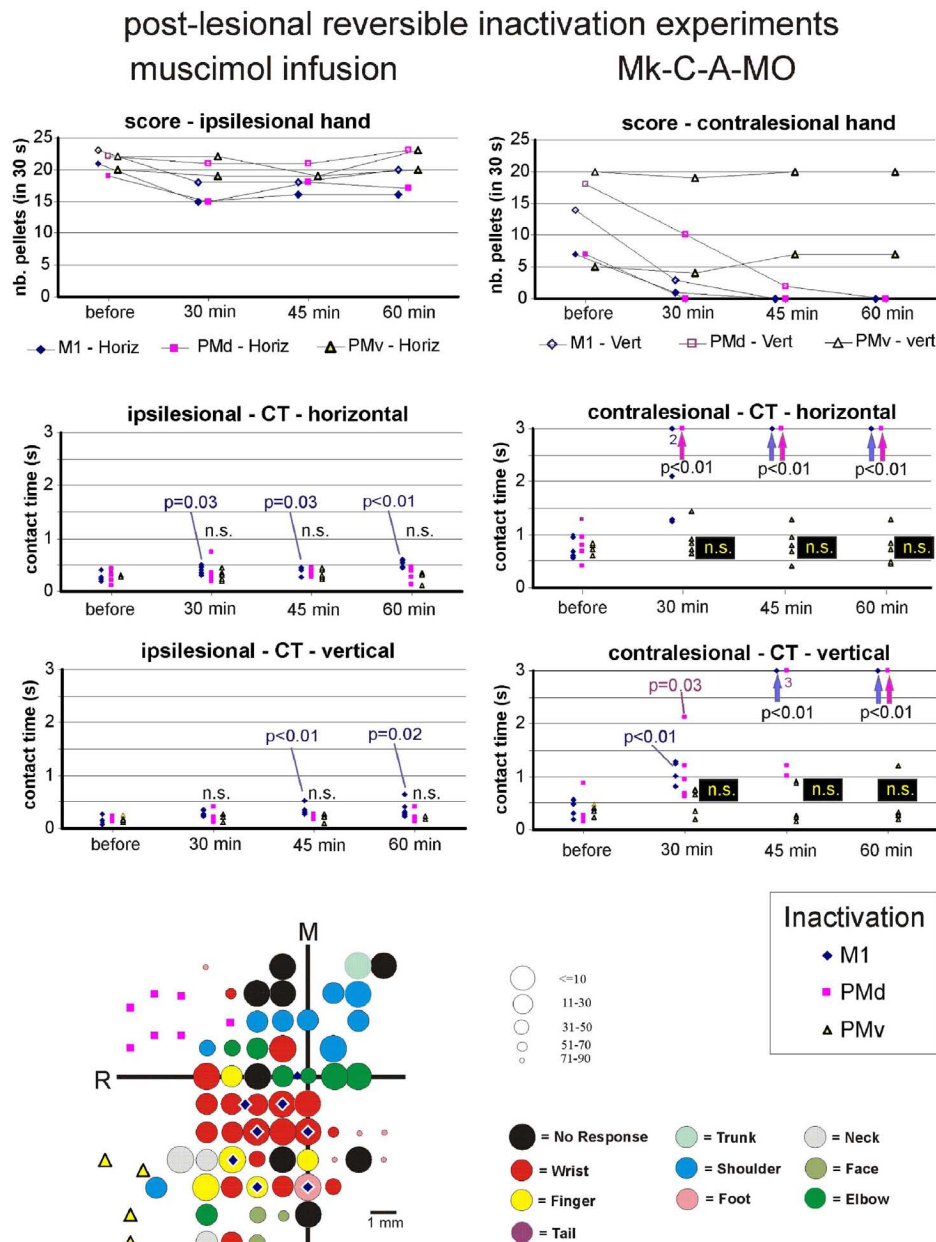 post-lesional reversible inactivation experiments
muscimol infusion
Mk-C-A-MO
score - ipsilesional hand
nb. pellets (in 30 s)
25
20
15
10
5
0
before
30 min
45 min
60 min
M1 - Horiz
PMd - Horiz
PMv - Horiz
score - contralesional hand
nb. pellets (in 30 s)
25
20
15
10
5
0
before
30 min
45 min
60 min
M1 - Vert
PMd - Vert
PMv - vert
ipsilesional - CT - horizontal
contact time (s)
3
2
1
0
p=0.03
n.s.
p=0.03
n.s.
p<0.01
n.s.
before
30 min
45 min
60 min
contralesional - CT - horizontal
contact time (s)
3
2
1
0
2
p<0.01
p<0.01
p<0.01
n.s.
n.s.
n.s.
before
30 min
45 min
60 min
ipsilesional - CT - vertical
contact time (s)
3
2
1
0
n.s.
p<0.01
n.s.
p=0.02
n.s.
before
30 min
45 min
60 min
contralesional - CT - vertical
contact time (s)
3
2
1
0
p<0.01
p=0.03
3
p<0.01
p<0.01
n.s.
n.s.
n.s.
before
30 min
45 min
60 min
M
R
1 mm
<=10
11-30
31-50
51-70
71-90
Inactivation
M1
PMd
PMv
= No Response
= Wrist
= Finger
= Tail
= Trunk
= Shoulder
= Foot
= Neck
= Face
= Elbow